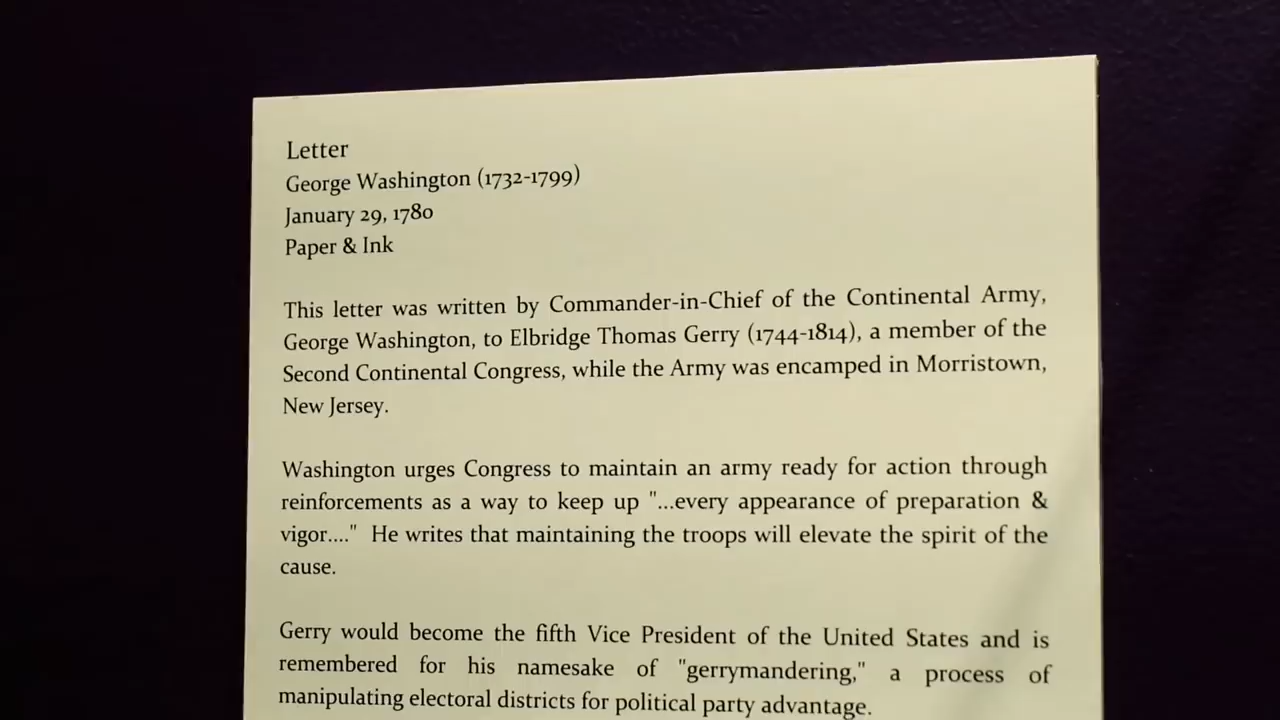 Letter
George Washington (1732-1799)
January 29, 1780
Paper & Ink
This letter was written by Commander-in-Chief of the Continental Army,
George Washington, to Elbridge Thomas Gerry (1744-1814), a member of the
Second Continental Congress, while the Army was encamped in Morristown,
New Jersey.
Washington urges Congress to maintain an army ready for action through
reinforcements as a way to keep up "...every appearance of preparation &
vigor...." He writes that maintaining the troops will elevate the spirit of the
cause.
Gerry would become the fifth Vice President of the United States and is
remembered for his namesake of "gerrymandering," a process of
manipulating electoral districts for political party advantage.